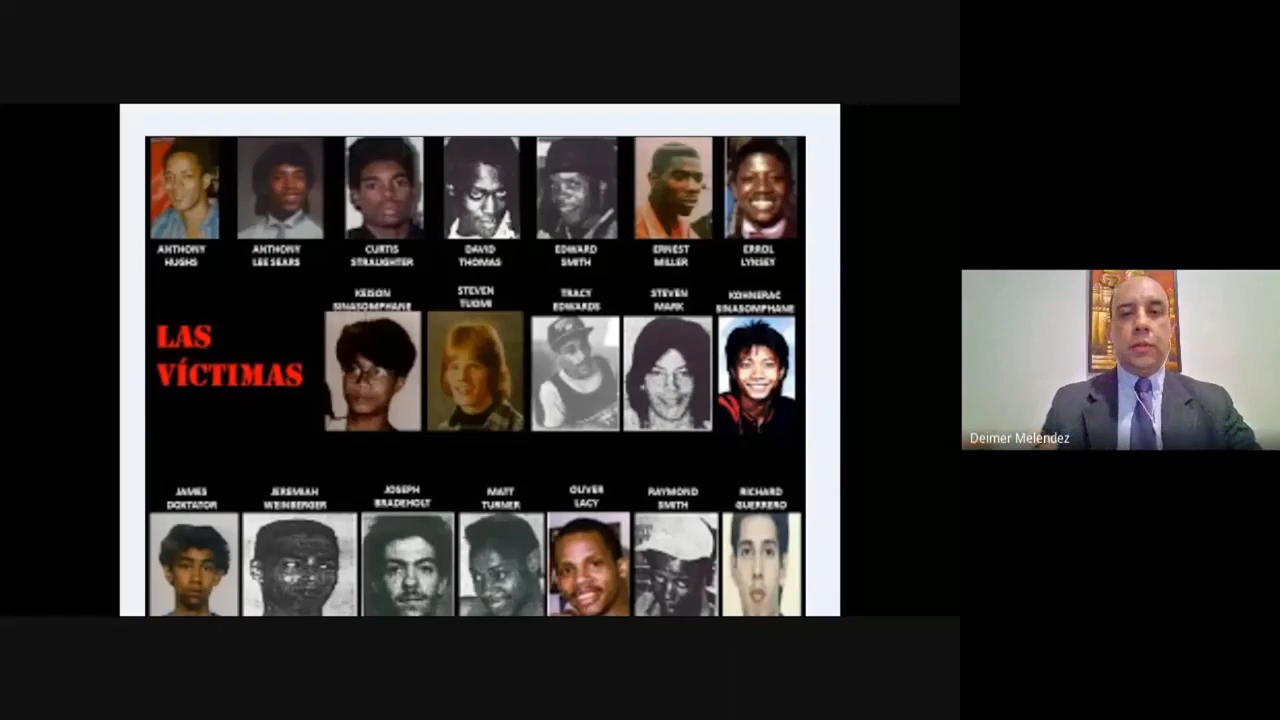 ANTHONY
HUGHS
ANTHONY
LEE SEARS
CURTIS
STRAUGHTER
DAVID
THOMAS
EDWARD
SMITH
ERNEST
MILLER
ERROL
LYNSEY
LAS
VÍCTIMAS
KEISON
SINASOMPHANE
STEVEN
TUOMI
TRACY
EDWARDS
STEVEN
MARK
KOHNERAC
SINASOMPHANE
JAMES
DOXTATOR
JEREMIAH
WEINBERGER
JOSEPH
BRADEHOLT
MATT
TURNER
OLIVER
LACY
RAYMOND
SMITH
RICHARD
GUERRERO
Deimer Meléndez